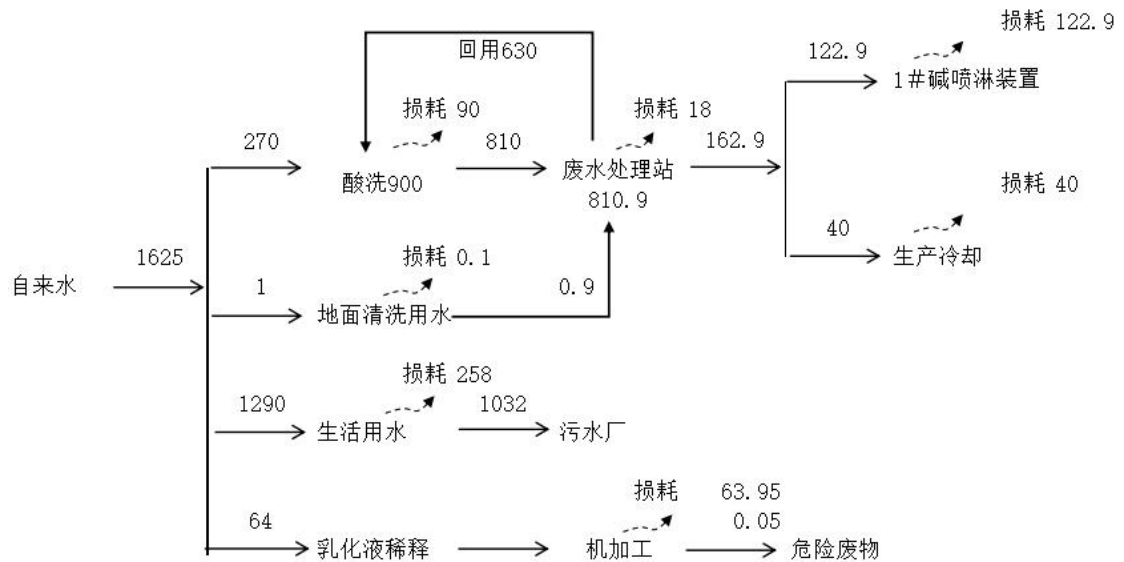 损耗 122.9
回用630
122.9
1#碱喷淋装置
损耗 90
损耗 18
270
810
162.9
酸洗900
废水处理站
810.9
损耗 40
40
生产冷却
1625
自来水
损耗 0.1
1
0.9
地面清洗用水
损耗 258
1290
1032
生活用水
污水厂
损耗 63.95
0.05
64
乳化液稀释
机加工
危险废物